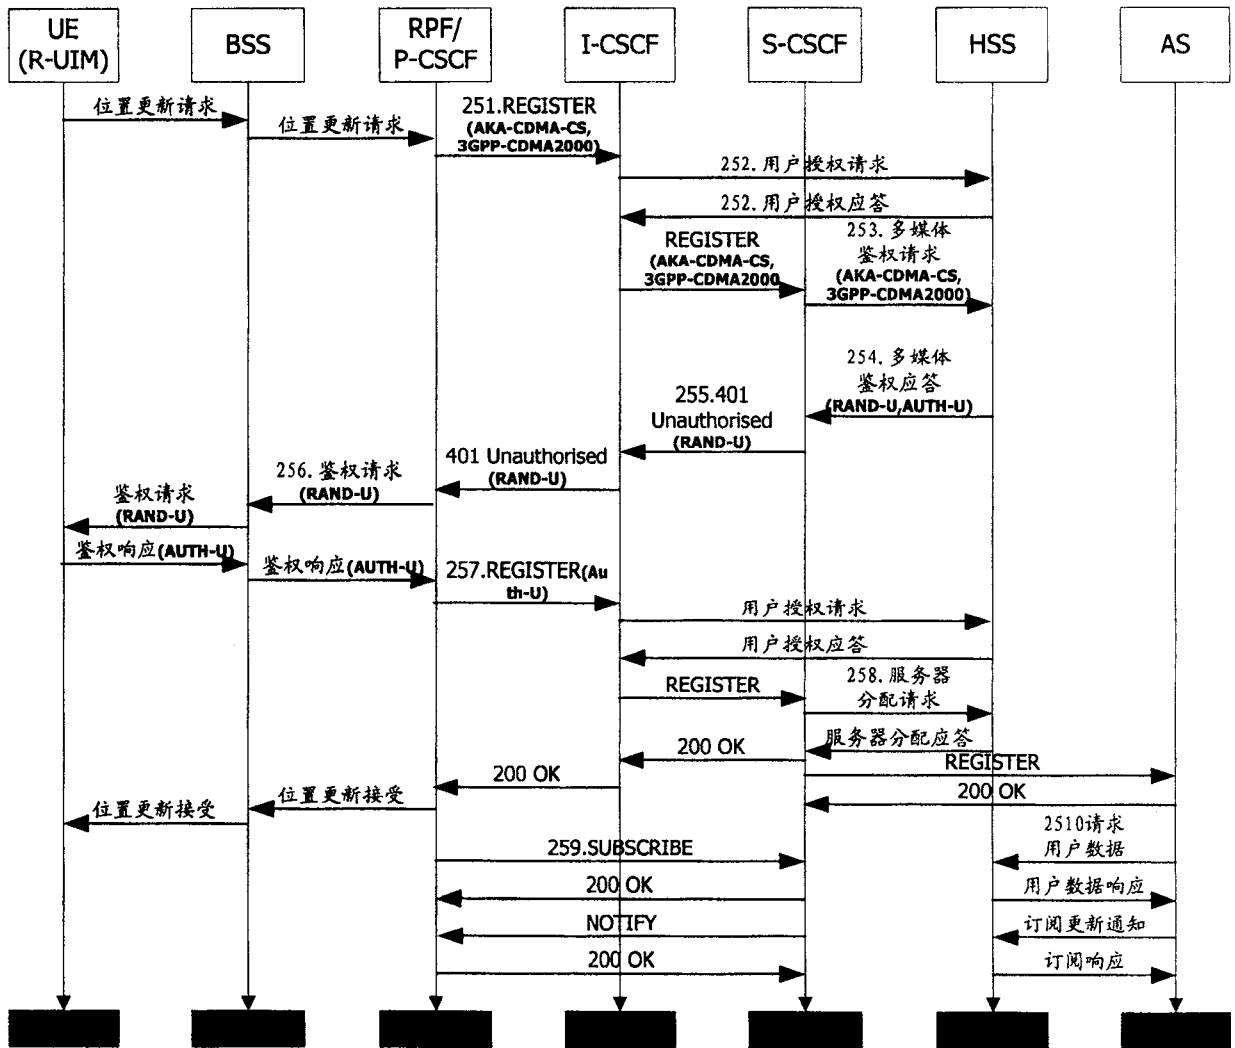 UE
(R-UIM)
BSS
RPF/
P-CSCF
I-CSCF
S-CSCF
HSS
AS
位置更新请求
位置更新请求
251.REGISTER
(AKA-CDMA-CS,
3GPP-CDMA2000)
252.用户授权请求
252.用户授权应答
REGISTER
(AKA-CDMA-CS,
3GPP-CDMA2000
253.多媒体
鉴权请求
(AKA-CDMA-CS,
3GPP-CDMA2000)
254.多媒体
鉴权应答
(RAND-U,AUTH-U)
255.401
Unauthorised
(RAND-U)
401 Unauthorised
(RAND-U)
256.鉴权请求
(RAND-U)
鉴权请求
(RAND-U)
鉴权响应(AUTH-U)
鉴权响应(AUTH-U)
257.REGISTER(Au
th-U)
用户授权请求
用户授权应答
REGISTER
258.服务器
分配请求
服务器分配应答
200 OK
REGISTER
200 OK
200 OK
位置更新接受
位置更新接受
2510请求
用户数据
259.SUBSCRIBE
200 OK
用户数据响应
NOTIFY
订阅更新通知
200 OK
订阅响应